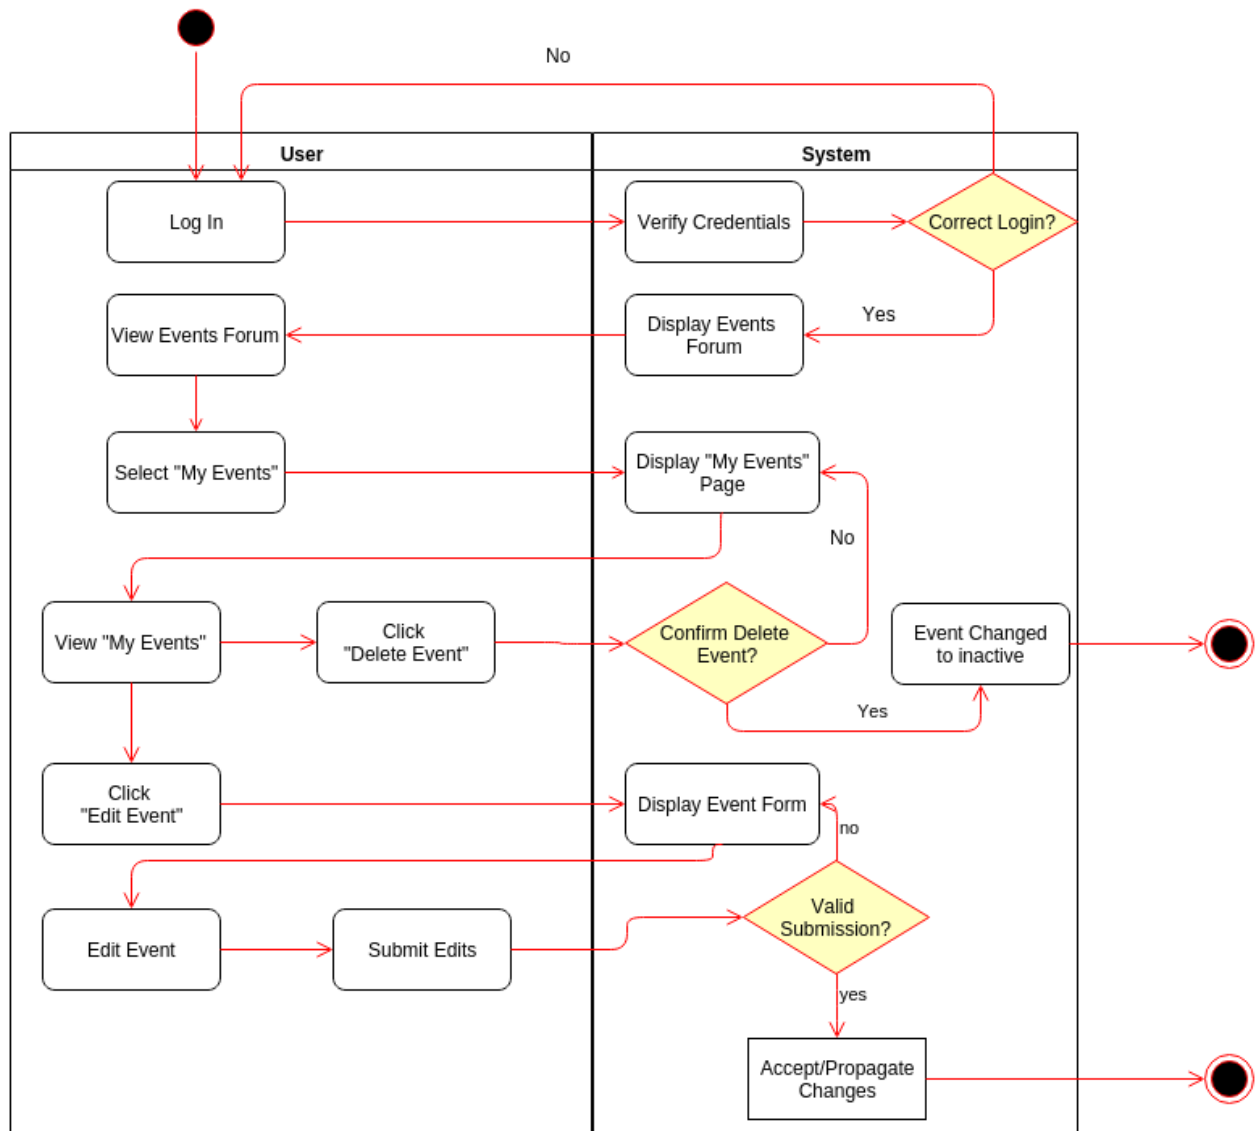 No
User
System
Log In
Verify Credentials
Correct Login?
View Events Forum
Display Events
Forum
Yes
Select "My Events"
Display "My Events"
Page
No
View "My Events"
Click
"Delete Event"
Confirm Delete
Event?
Event Changed
to inactive
Yes
Click
"Edit Event"
Display Event Form
no
Edit Event
Submit Edits
Valid
Submission?
yes
Accept/Propagate
Changes